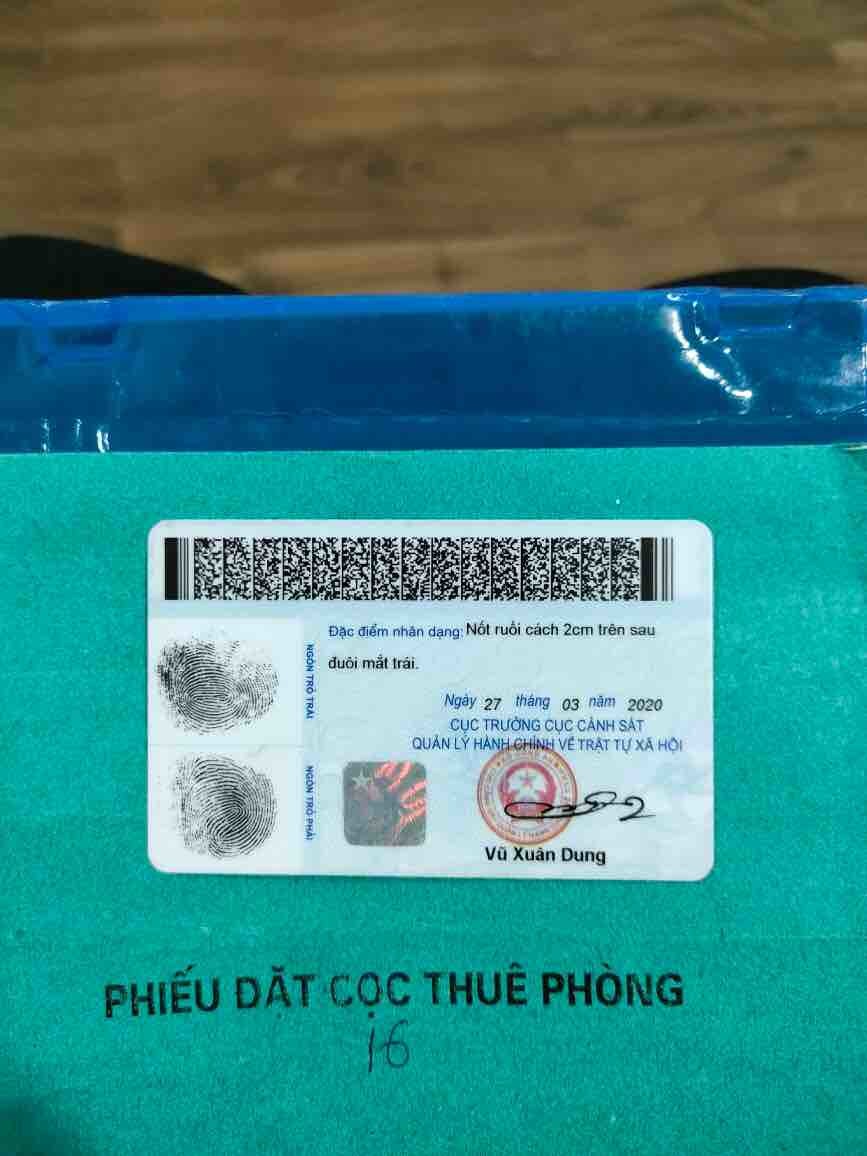 Đặc điểm nhân dạng: Nốt ruồi cách 2cm trên sau
đuôi mắt trái.
NGÓN TRỎ TRÁI
Ngày 27 tháng 03 năm 2020
CỤC TRƯỞNG CỤC CẢNH SÁT
QUẢN LÝ HÀNH CHÍNH VỀ TRẬT TỰ XÃ HỘI
NGÓN TRỎ PHẢI
Vũ Xuân Dung
PHIẾU ĐẶT CỌC THUÊ PHÒNG
16